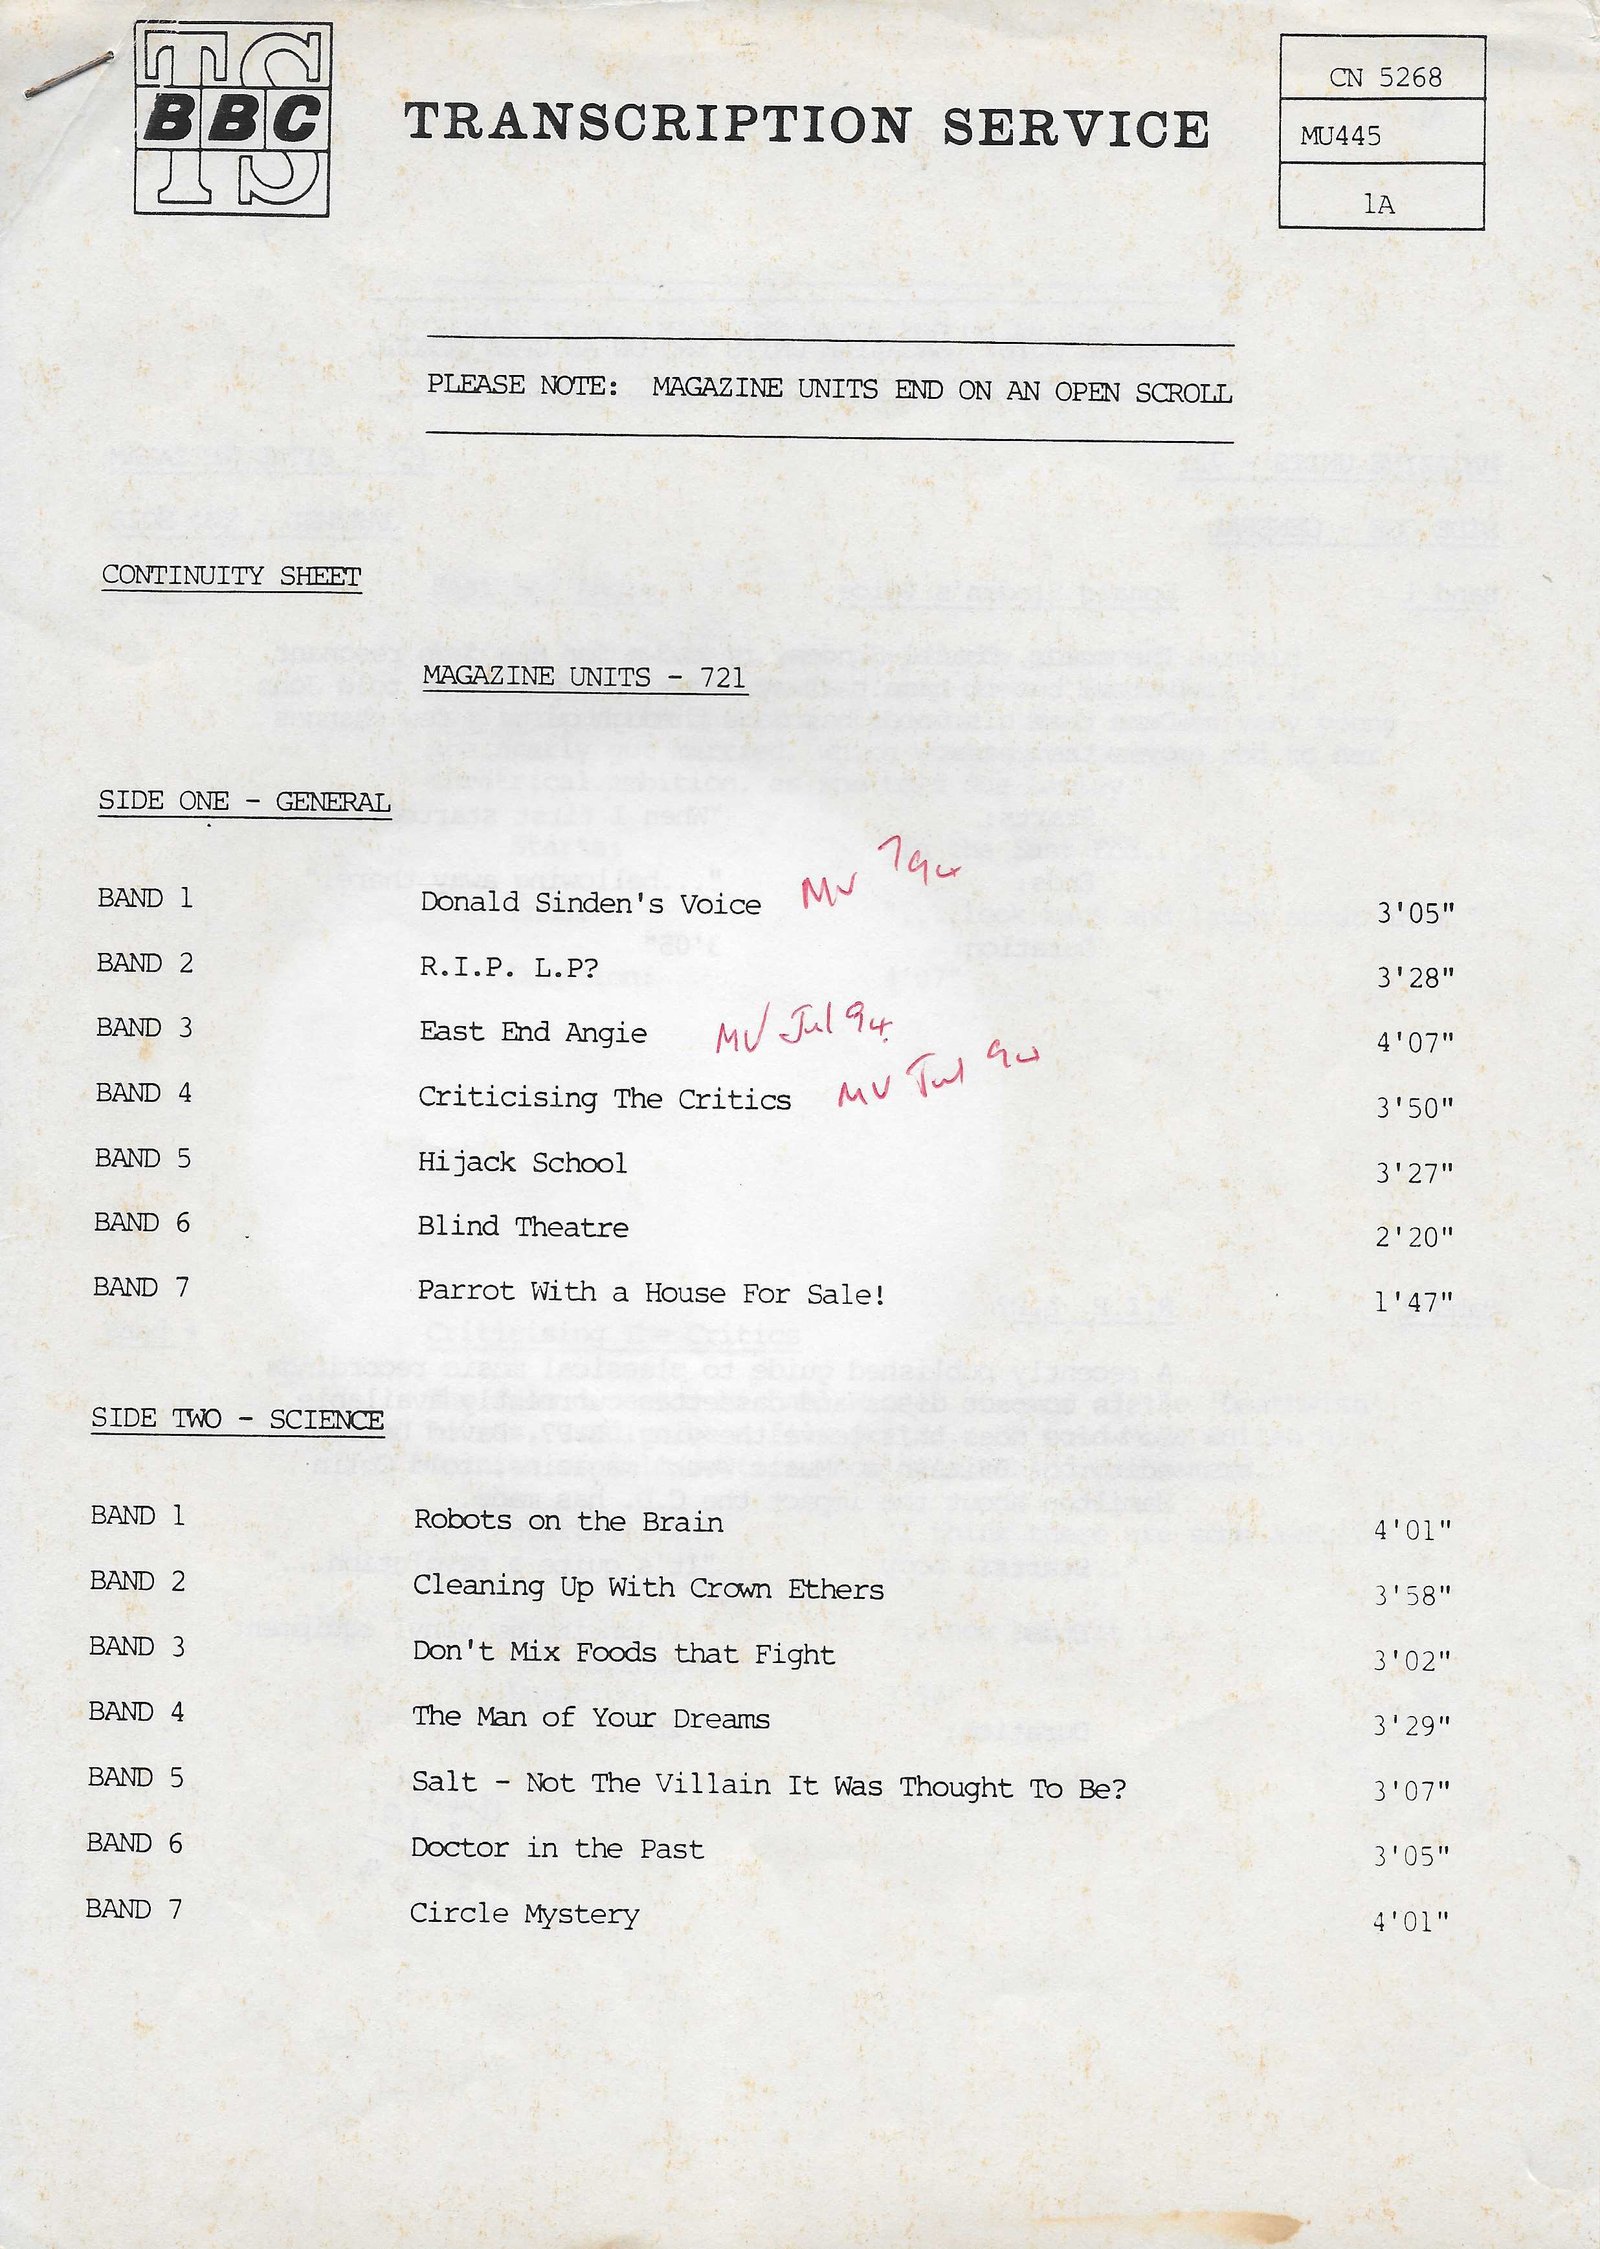 TS
BBC
TRANSCRIPTION SERVICE
CN 5268
MU445
1A
PLEASE NOTE: MAGAZINE UNITS END ON AN OPEN SCROLL
CONTINUITY SHEET
MAGAZINE UNITS - 721
SIDE ONE - GENERAL
BAND 1 Donald Sinden's Voice MV 794 3'05"
BAND 2 R.I.P. L.P? 3'28"
BAND 3 East End Angie MV Jul 94 4'07"
BAND 4 Criticising The Critics MV Jul 94 3'50"
BAND 5 Hijack School 3'27"
BAND 6 Blind Theatre 2'20"
BAND 7 Parrot With a House For Sale! 1'47"
SIDE TWO - SCIENCE
BAND 1 Robots on the Brain 4'01"
BAND 2 Cleaning Up With Crown Ethers 3'58"
BAND 3 Don't Mix Foods that Fight 3'02"
BAND 4 The Man of Your Dreams 3'29"
BAND 5 Salt - Not The Villain It Was Thought To Be? 3'07"
BAND 6 Doctor in the Past 3'05"
BAND 7 Circle Mystery 4'01"